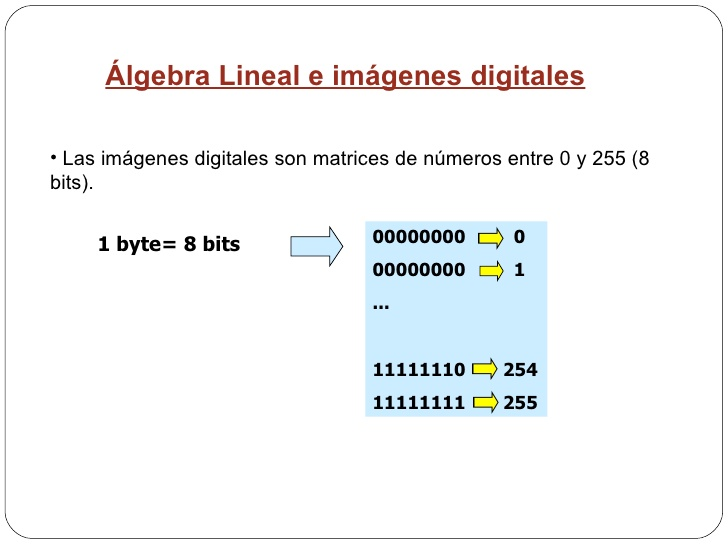 Álgebra Lineal e imágenes digitales
• Las imágenes digitales son matrices de números entre 0 y 255 (8
bits).
1 byte= 8 bits
00000000 0
00000000 1
...
11111110 254
11111111 255